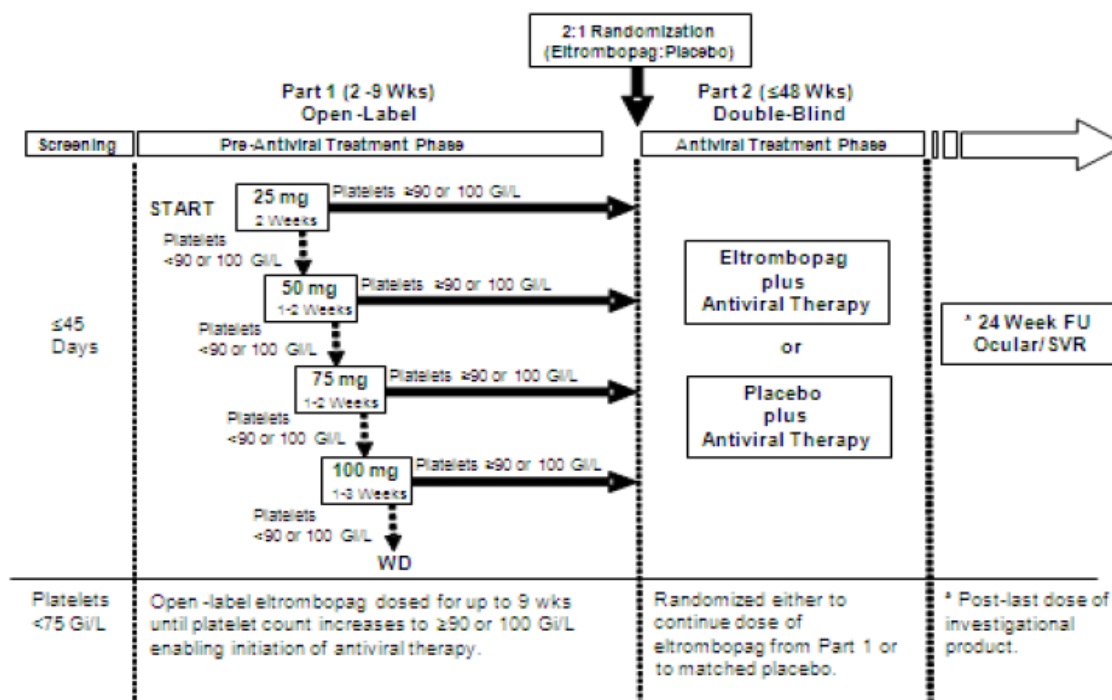 2:1 Randomization
(Eltrombopag:Placebo)
Part 1 (2 -9 Wks)
Open -Label
Part 2 (≤48 Wks)
Double-Blind
Screening
Pre-Antiviral Treatment Phase
Antiviral Treatment Phase
START
25 mg
2 Weeks
Platelets ≥90 or 100 Gi/L
Platelets
<90 or 100 Gi/L
50 mg
1-2 Weeks
Platelets ≥90 or 100 Gi/L
Platelets
<90 or 100 Gi/L
75 mg
1-2 Weeks
Platelets ≥90 or 100 Gi/L
Platelets
<90 or 100 Gi/L
100 mg
1-3 Weeks
Platelets ≥90 or 100 Gi/L
Platelets
<90 or 100 Gi/L
WD
≤45
Days
Eltrombopag
plus
Antiviral Therapy
or
Placebo
plus
Antiviral Therapy
* 24 Week FU
Ocular/SVR
Platelets
<75 Gi/L
Open -label eltrombopag dosed for up to 9 wks
until platelet count increases to ≥90 or 100 Gi/L
enabling initiation of antiviral therapy.
Randomized either to
continue dose of
eltrombopag from Part 1 or
to matched placebo.
* Post-last dose of
investigational
product.